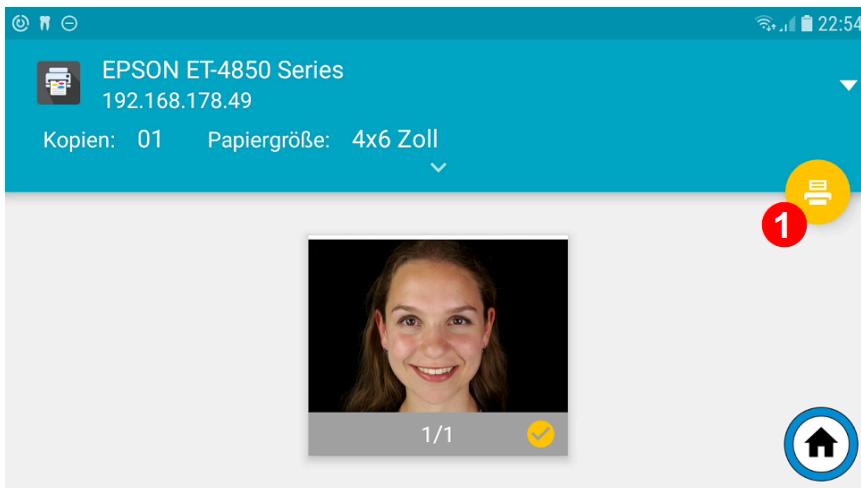 22:54
EPSON ET-4850 Series
192.168.178.49
Kopien: 01 Papiergröße: 4x6 Zoll
1
1/1